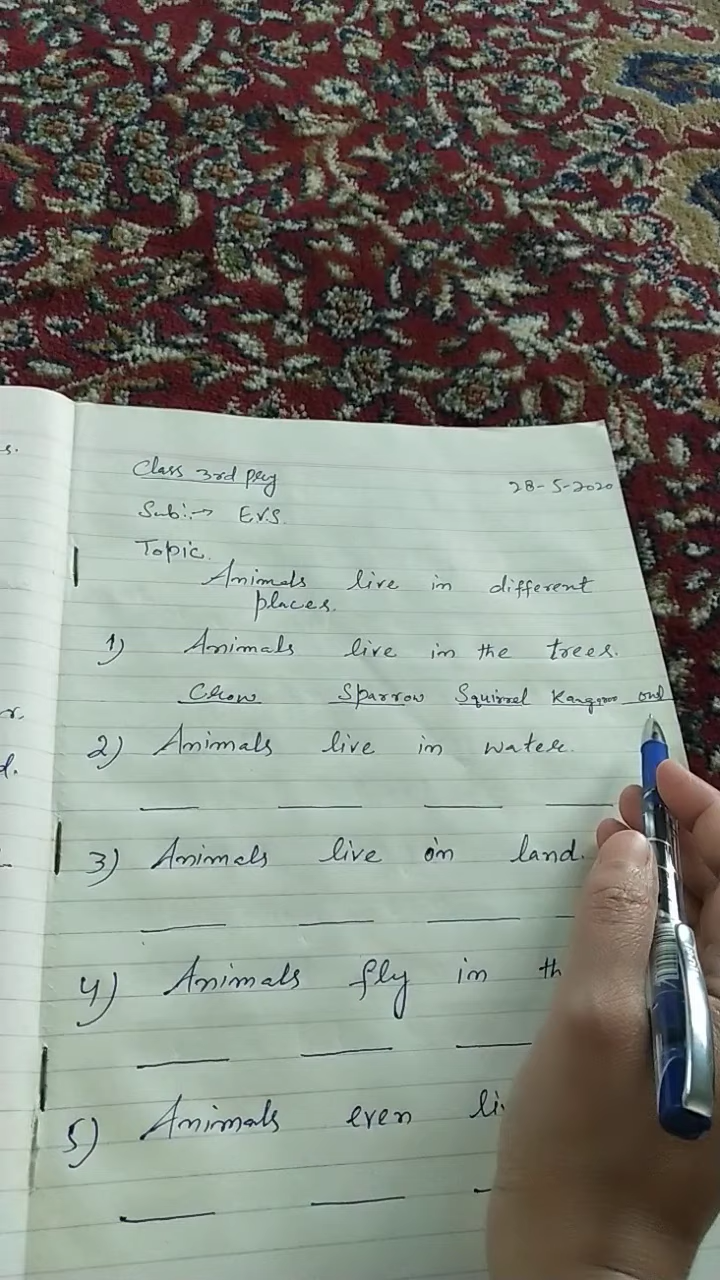 s.
Class 3rd
28-5-2020
Sub:→ E.V.S.
Topic.
Animals live in different
places.
1) Animals live in the trees.
Crow Sparrow Squirrel Kangaroo owl
r.
2) Animals live in water.
d.
3) Animals live on land.
4) Animals fly in th
5) Animals even li